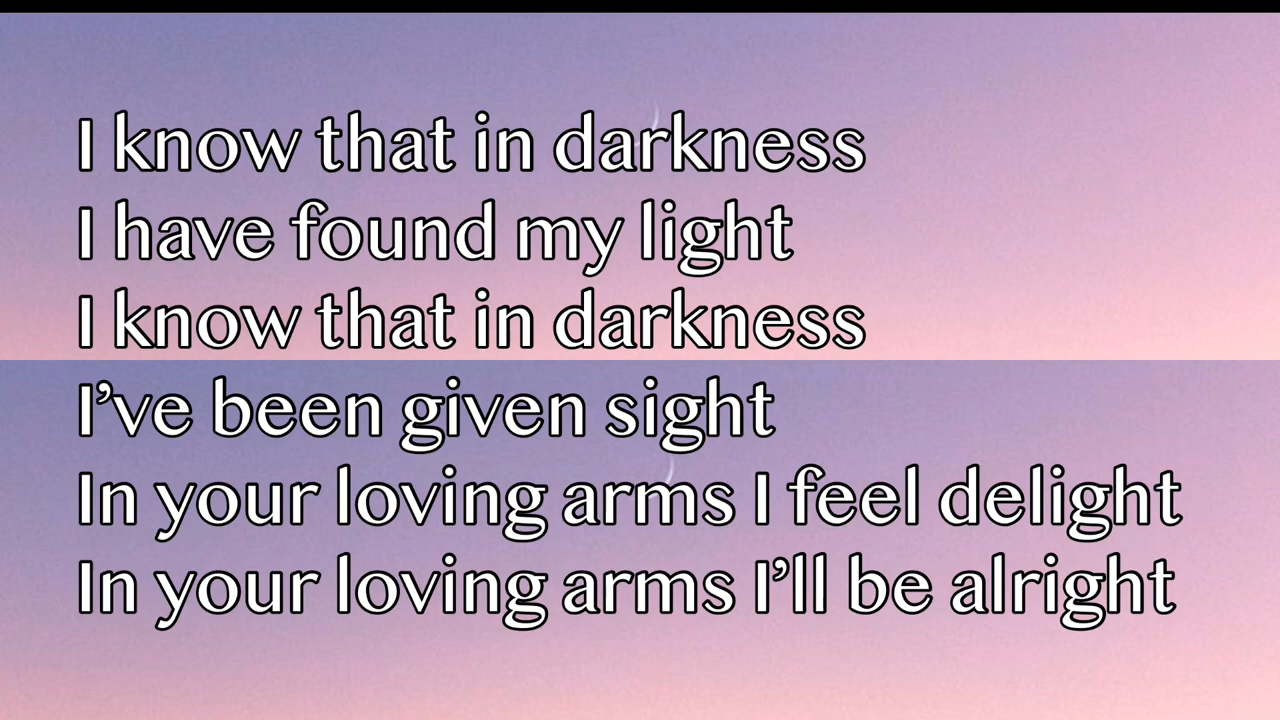 I know that in darkness
I have found my light
I know that in darkness
I’ve been given sight
In your loving arms I feel delight
In your loving arms I’ll be alright